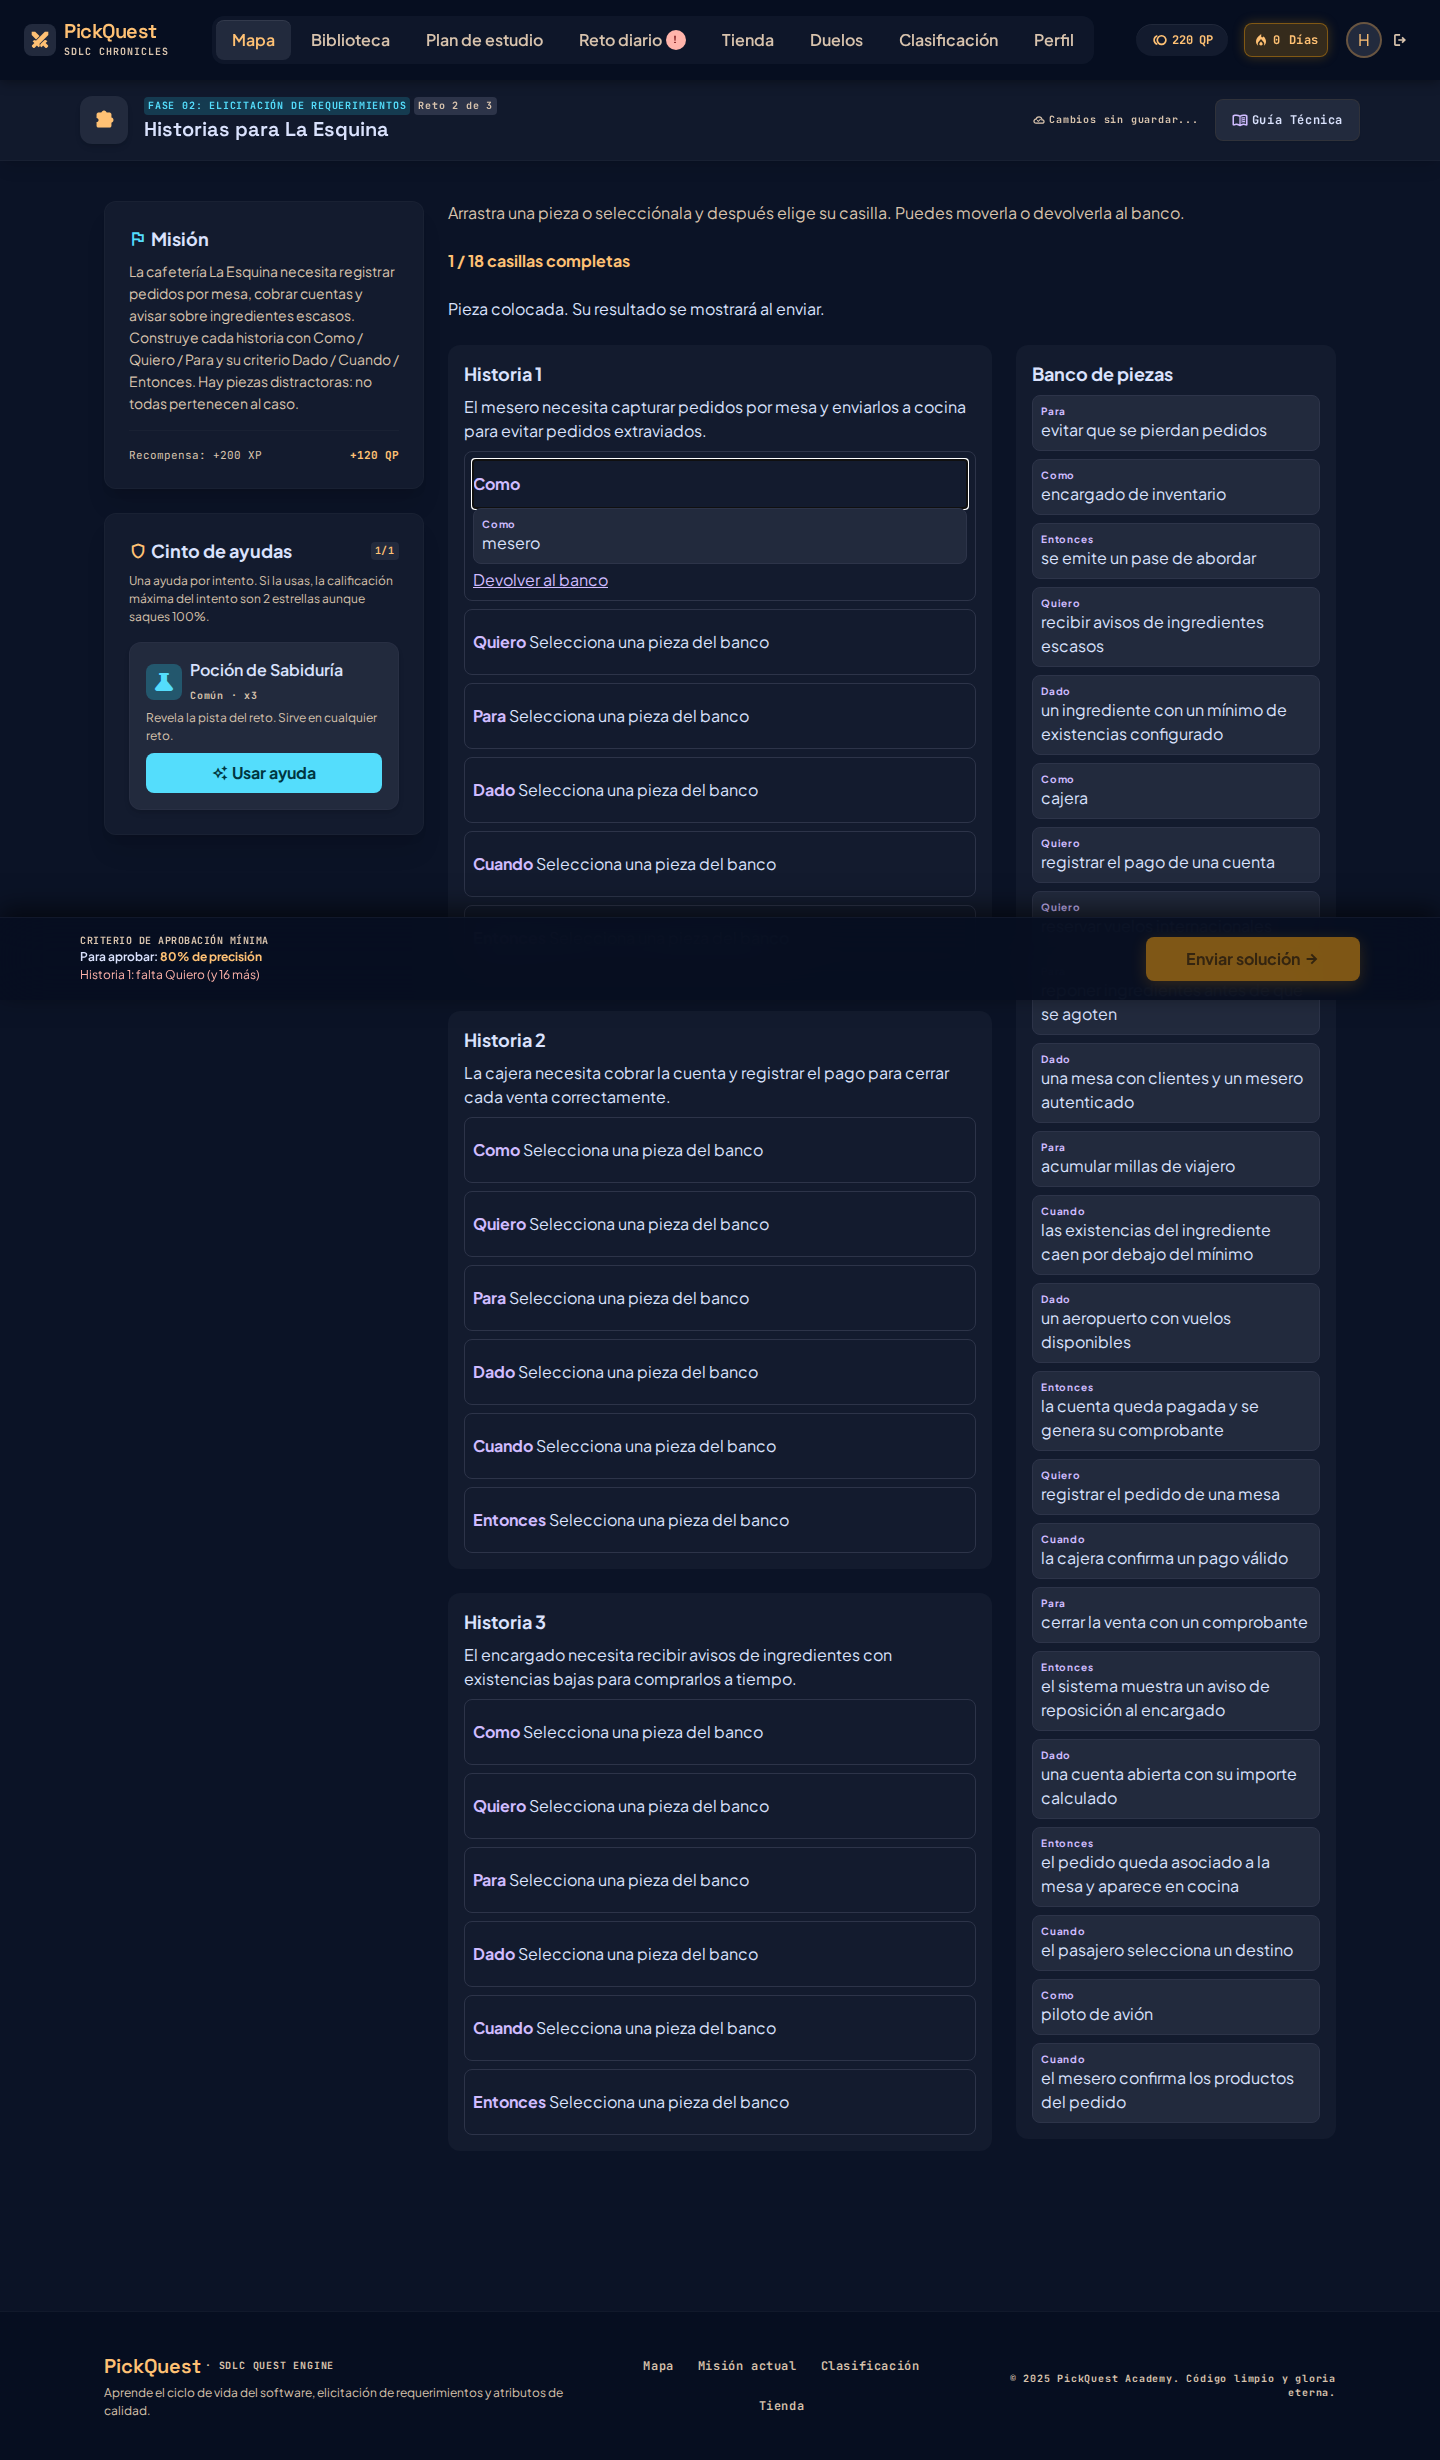 PickQuest
SDLC CHRONICLES
Mapa
Biblioteca
Plan de estudio
Reto diario !
Tienda
Duelos
Clasificación
Perfil
220 QP
0 Días
H
FASE 02: ELICITACIÓN DE REQUERIMIENTOS Reto 2 de 3
Historias para La Esquina
Cambios sin guardar...
Guía Técnica
Misión
La cafetería La Esquina necesita registrar
pedidos por mesa, cobrar cuentas y
avisar sobre ingredientes escasos.
Construye cada historia con Como /
Quiero / Para y su criterio Dado / Cuando /
Entonces. Hay piezas distractoras: no
todas pertenecen al caso.
Recompensa: +200 XP +120 QP
Cinto de ayudas 1/1
Una ayuda por intento. Si la usas, la calificación
máxima del intento son 2 estrellas aunque
saques 100%.
Poción de Sabiduría
Común · x3
Revela la pista del reto. Sirve en cualquier
reto.
Usar ayuda
Arrastra una pieza o selecciónala y después elige su casilla. Puedes moverla o devolverla al banco.
1 / 18 casillas completas
Pieza colocada. Su resultado se mostrará al enviar.
Historia 1
El mesero necesita capturar pedidos por mesa y enviarlos a cocina
para evitar pedidos extraviados.
Como
Como
mesero
Devolver al banco
Quiero Selecciona una pieza del banco
Para Selecciona una pieza del banco
Dado Selecciona una pieza del banco
Cuando Selecciona una pieza del banco
Historia 2
La cajera necesita cobrar la cuenta y registrar el pago para cerrar
cada venta correctamente.
Como Selecciona una pieza del banco
Quiero Selecciona una pieza del banco
Para Selecciona una pieza del banco
Dado Selecciona una pieza del banco
Cuando Selecciona una pieza del banco
Entonces Selecciona una pieza del banco
Historia 3
El encargado necesita recibir avisos de ingredientes con
existencias bajas para comprarlos a tiempo.
Como Selecciona una pieza del banco
Quiero Selecciona una pieza del banco
Para Selecciona una pieza del banco
Dado Selecciona una pieza del banco
Cuando Selecciona una pieza del banco
Entonces Selecciona una pieza del banco
Banco de piezas
Para
evitar que se pierdan pedidos
Como
encargado de inventario
Entonces
se emite un pase de abordar
Quiero
recibir avisos de ingredientes
escasos
Dado
un ingrediente con un mínimo de
existencias configurado
Como
cajera
Quiero
registrar el pago de una cuenta
Quiero
se agoten
Dado
una mesa con clientes y un mesero
autenticado
Para
acumular millas de viajero
Cuando
las existencias del ingrediente
caen por debajo del mínimo
Dado
un aeropuerto con vuelos
disponibles
Entonces
la cuenta queda pagada y se
genera su comprobante
Quiero
registrar el pedido de una mesa
Cuando
la cajera confirma un pago válido
Para
cerrar la venta con un comprobante
Entonces
el sistema muestra un aviso de
reposición al encargado
Dado
una cuenta abierta con su importe
calculado
Entonces
el pedido queda asociado a la
mesa y aparece en cocina
Cuando
el pasajero selecciona un destino
Como
piloto de avión
Cuando
el mesero confirma los productos
del pedido
CRITERIO DE APROBACIÓN MÍNIMA
Para aprobar: 80% de precisión
Historia 1: falta Quiero (y 16 más)
Enviar solución
PickQuest · SDLC QUEST ENGINE
Aprende el ciclo de vida del software, elicitación de requerimientos y atributos de
calidad.
Mapa
Misión actual
Clasificación
Tienda
© 2025 PickQuest Academy. Código limpio y gloria
eterna.